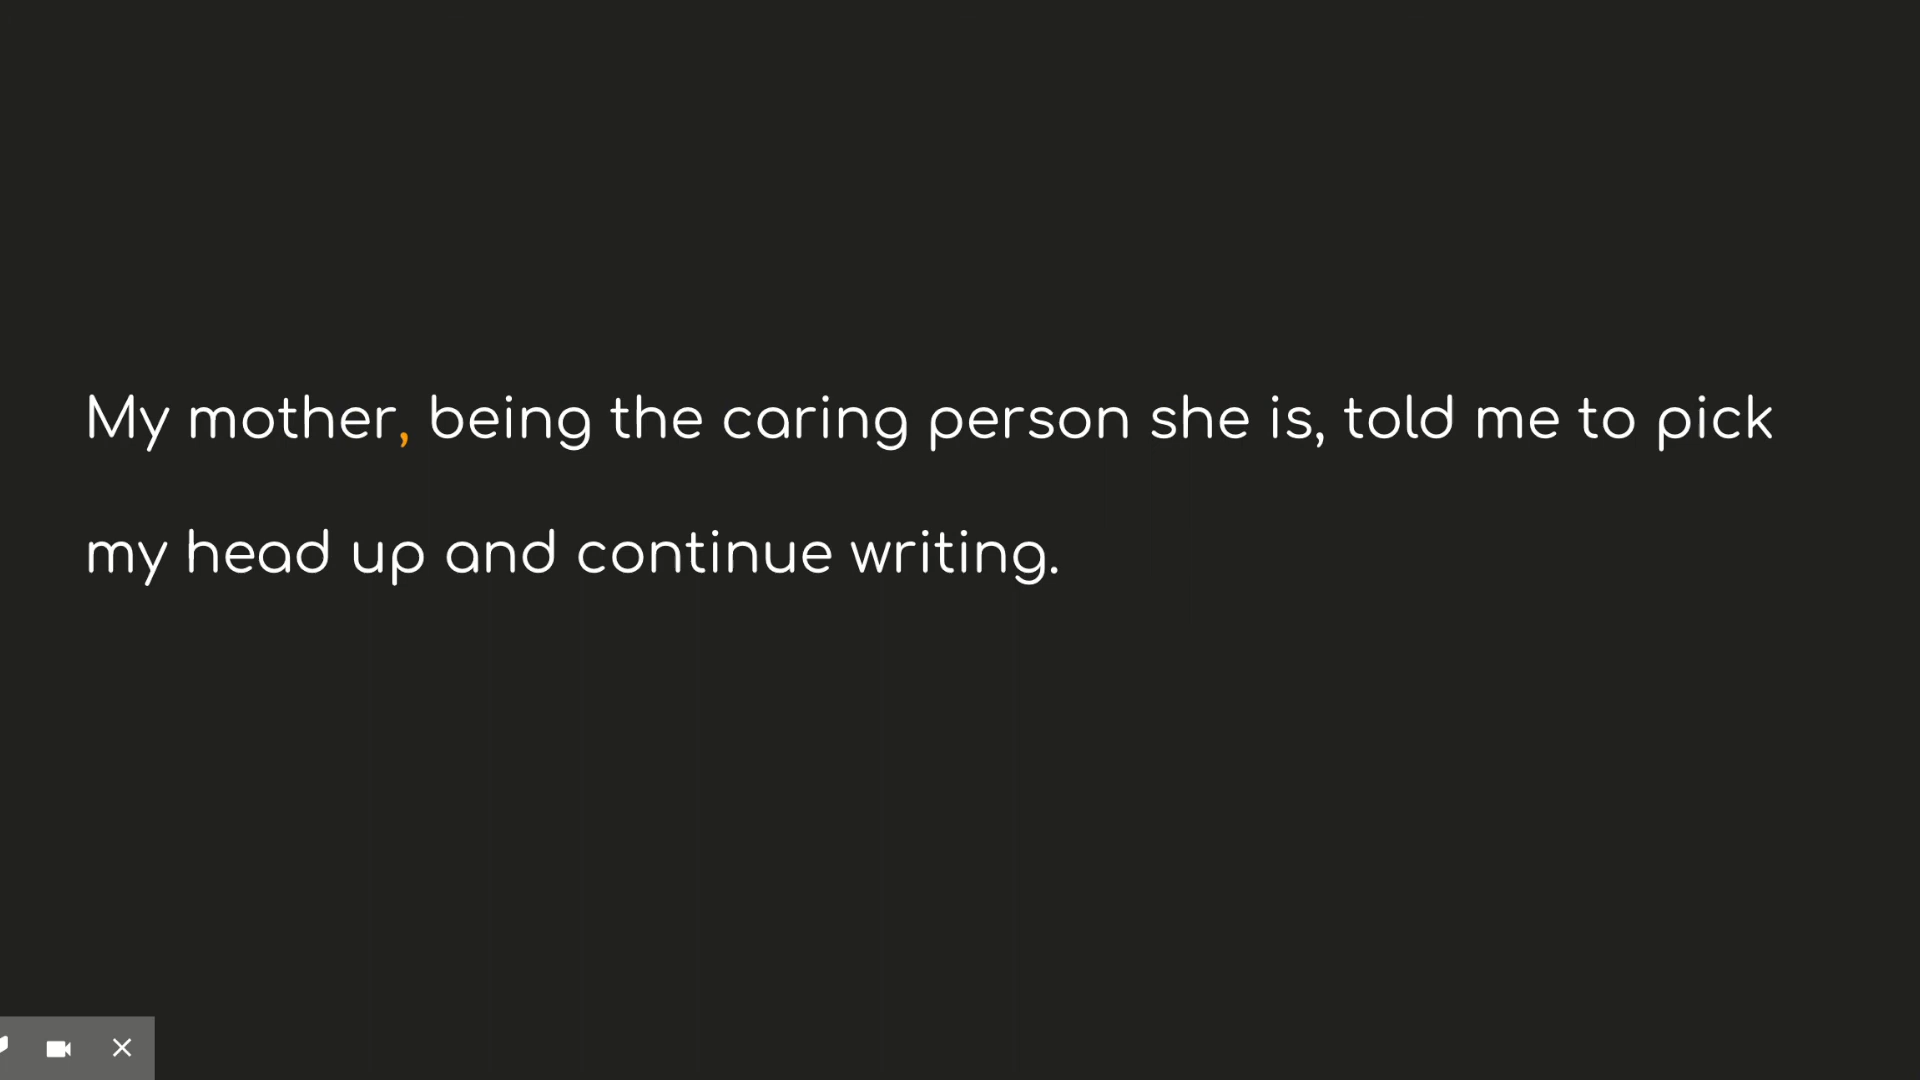 My mother, being the caring person she is, told me to pick
my head up and continue writing.